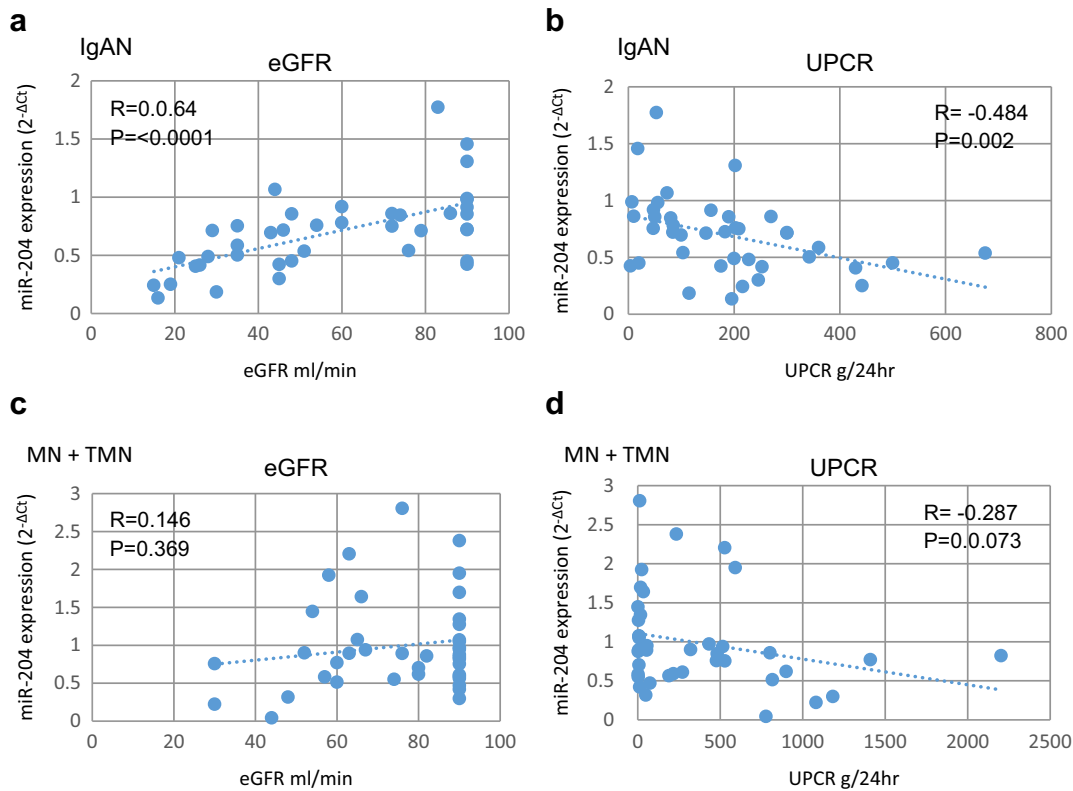 a
IgAN
eGFR
R=0.0.64
P=<0.0001
miR-204 expression (2-ΔCt)
2
1.5
1
0.5
0
0 20 40 60 80 100
eGFR ml/min
b
IgAN
UPCR
R= -0.484
P=0.002
miR-204 expression (2-ΔCt)
2
1.5
1
0.5
0
0 200 400 600 800
UPCR g/24hr
c
MN + TMN
eGFR
R=0.146
P=0.369
miR-204 expression (2-ΔCt)
3
2.5
2
1.5
1
0.5
0
0 20 40 60 80 100
eGFR ml/min
d
MN + TMN
UPCR
R= -0.287
P=0.0.073
miR-204 expression (2-ΔCt)
3
2.5
2
1.5
1
0.5
0
0 500 1000 1500 2000 2500
UPCR g/24hr